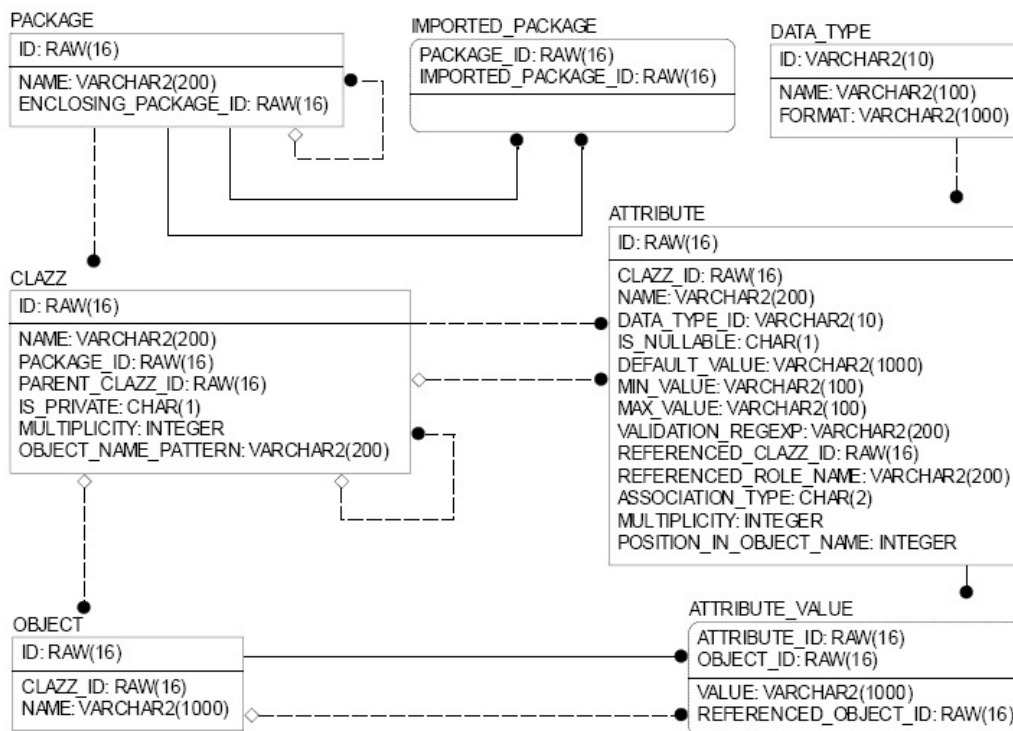 PACKAGE
ID: RAW(16)
NAME: VARCHAR2(200)
ENCLOSING_PACKAGE_ID: RAW(16)
IMPORTED_PACKAGE
PACKAGE_ID: RAW(16)
IMPORTED_PACKAGE_ID: RAW(16)
DATA_TYPE
ID: VARCHAR2(10)
NAME: VARCHAR2(100)
FORMAT: VARCHAR2(1000)
CLAZZ
ID: RAW(16)
NAME: VARCHAR2(200)
PACKAGE_ID: RAW(16)
PARENT_CLAZZ_ID: RAW(16)
IS_PRIVATE: CHAR(1)
MULTIPLICITY: INTEGER
OBJECT_NAME_PATTERN: VARCHAR2(200)
ATTRIBUTE
ID: RAW(16)
CLAZZ_ID: RAW(16)
NAME: VARCHAR2(200)
DATA_TYPE_ID: VARCHAR2(10)
IS_NULLABLE: CHAR(1)
DEFAULT_VALUE: VARCHAR2(1000)
MIN_VALUE: VARCHAR2(100)
MAX_VALUE: VARCHAR2(100)
VALIDATION_REGEXP: VARCHAR2(200)
REFERENCED_CLAZZ_ID: RAW(16)
REFERENCED_ROLE_NAME: VARCHAR2(200)
ASSOCIATION_TYPE: CHAR(2)
MULTIPLICITY: INTEGER
POSITION_IN_OBJECT_NAME: INTEGER
OBJECT
ID: RAW(16)
CLAZZ_ID: RAW(16)
NAME: VARCHAR2(1000)
ATTRIBUTE_VALUE
ATTRIBUTE_ID: RAW(16)
OBJECT_ID: RAW(16)
VALUE: VARCHAR2(1000)
REFERENCED_OBJECT_ID: RAW(16)